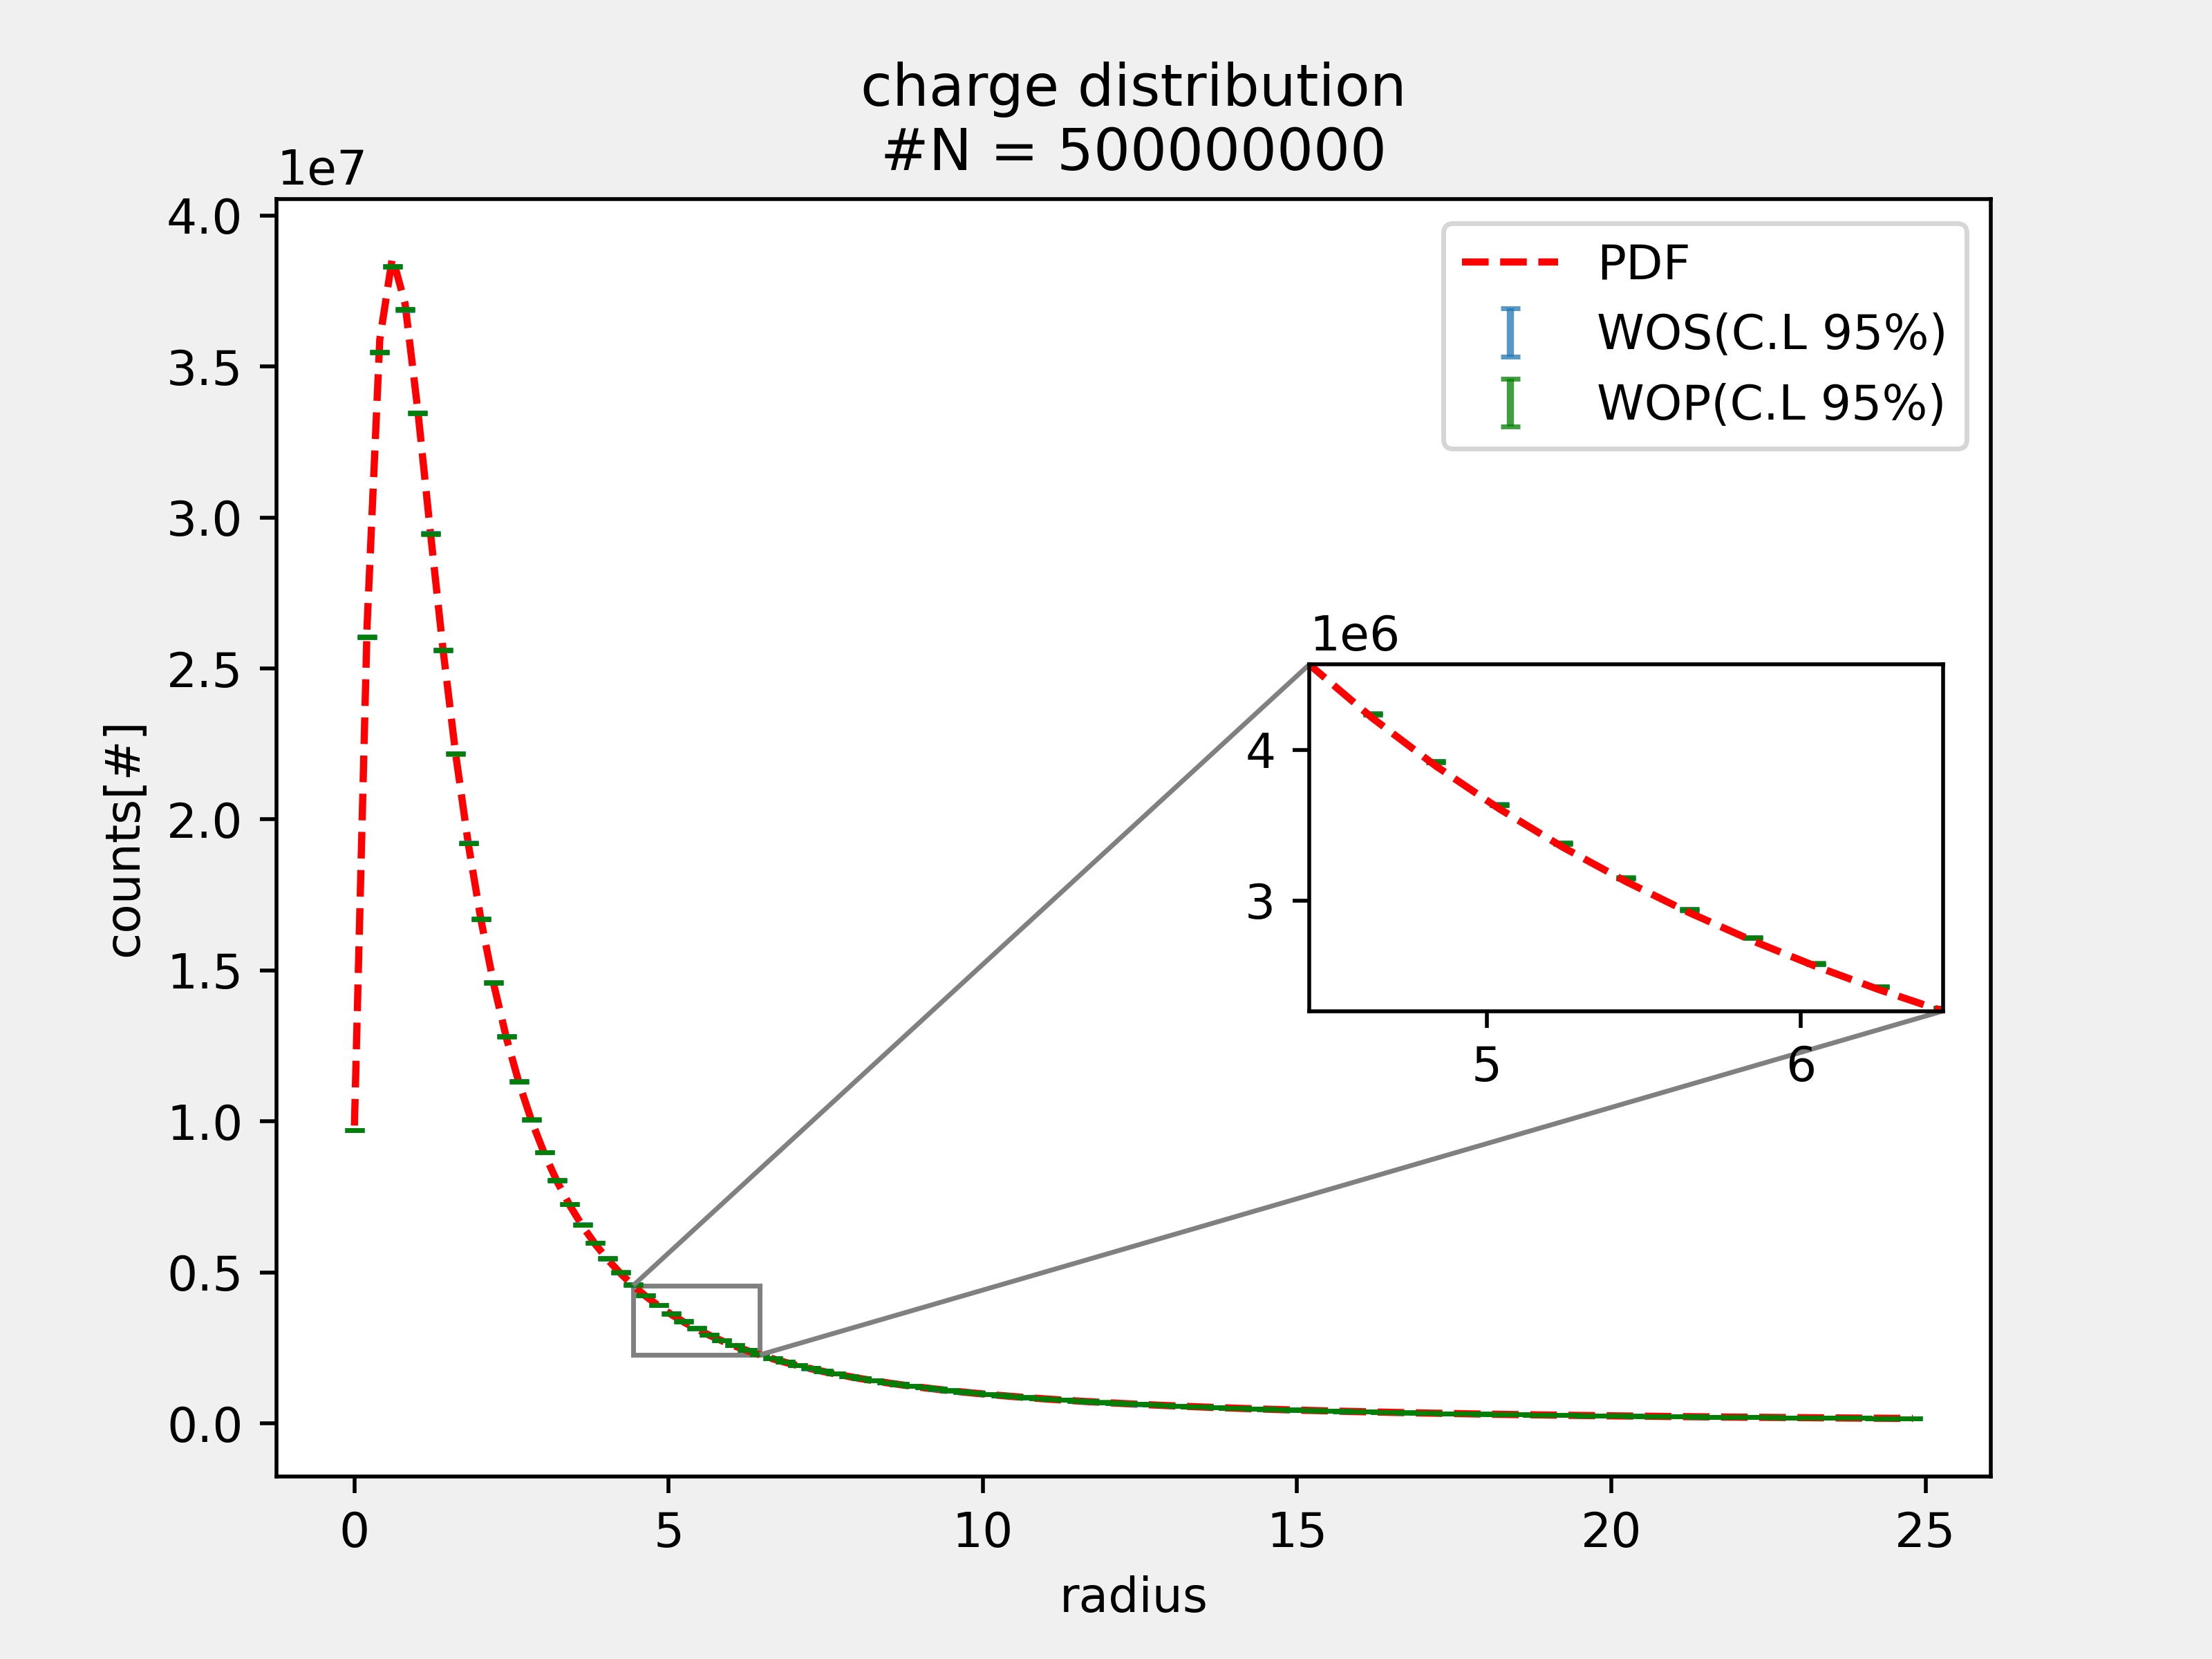 charge distribution
#N = 500000000
1e7
4.0
3.5
3.0
2.5
2.0
1.5
1.0
0.5
0.0
counts[#]
PDF
WOS(C.L 95%)
WOP(C.L 95%)
1e6
4
3
5 6
0 5 10 15 20 25
radius